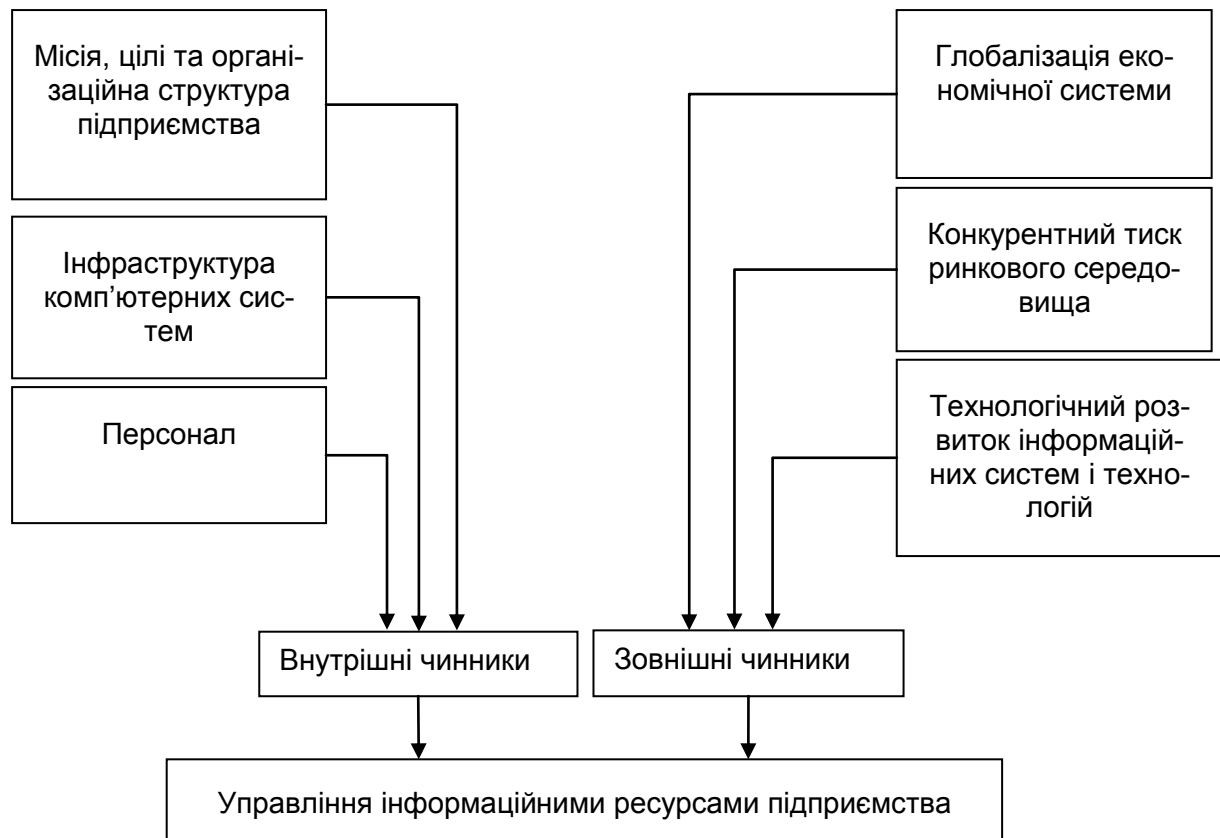 Місія, цілі та органі-
заційна структура
підприємства
Інфраструктура
комп’ютерних сис-
тем
Персонал
Глобалізація еко-
номічної системи
Конкурентний тиск
ринкового середо-
вища
Технологічний роз-
виток інформацій-
них систем і техно-
логій
Внутрішні чинники
Зовнішні чинники
Управління інформаційними ресурсами підприємства